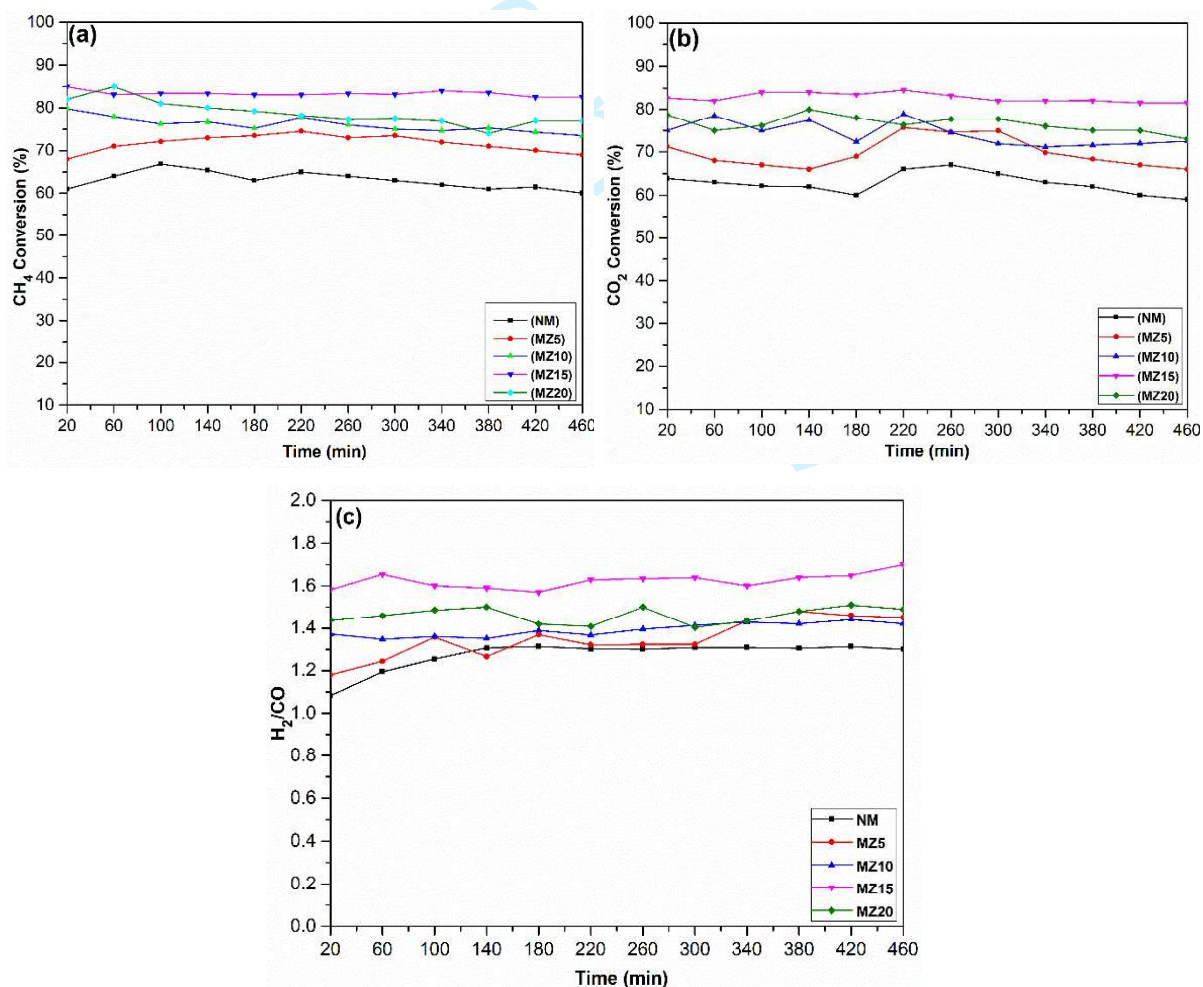 (a)
100
90
80
70
60
50
40
30
20
10
CH4 Conversion (%)
20 60 100 140 180 220 260 300 340 380 420 460
Time (min)
(NM)
(MZ5)
(MZ10)
(MZ15)
(MZ20)
(b)
100
90
80
70
60
50
40
30
20
10
CO2 Conversion (%)
20 60 100 140 180 220 260 300 340 380 420 460
Time (min)
(NM)
(MZ5)
(MZ10)
(MZ15)
(MZ20)
(c)
2.0
1.8
1.6
1.4
1.2
1.0
0.8
0.6
0.4
0.2
0.0
H2/CO
20 60 100 140 180 220 260 300 340 380 420 460
Time (min)
NM
MZ5
MZ10
MZ15
MZ20